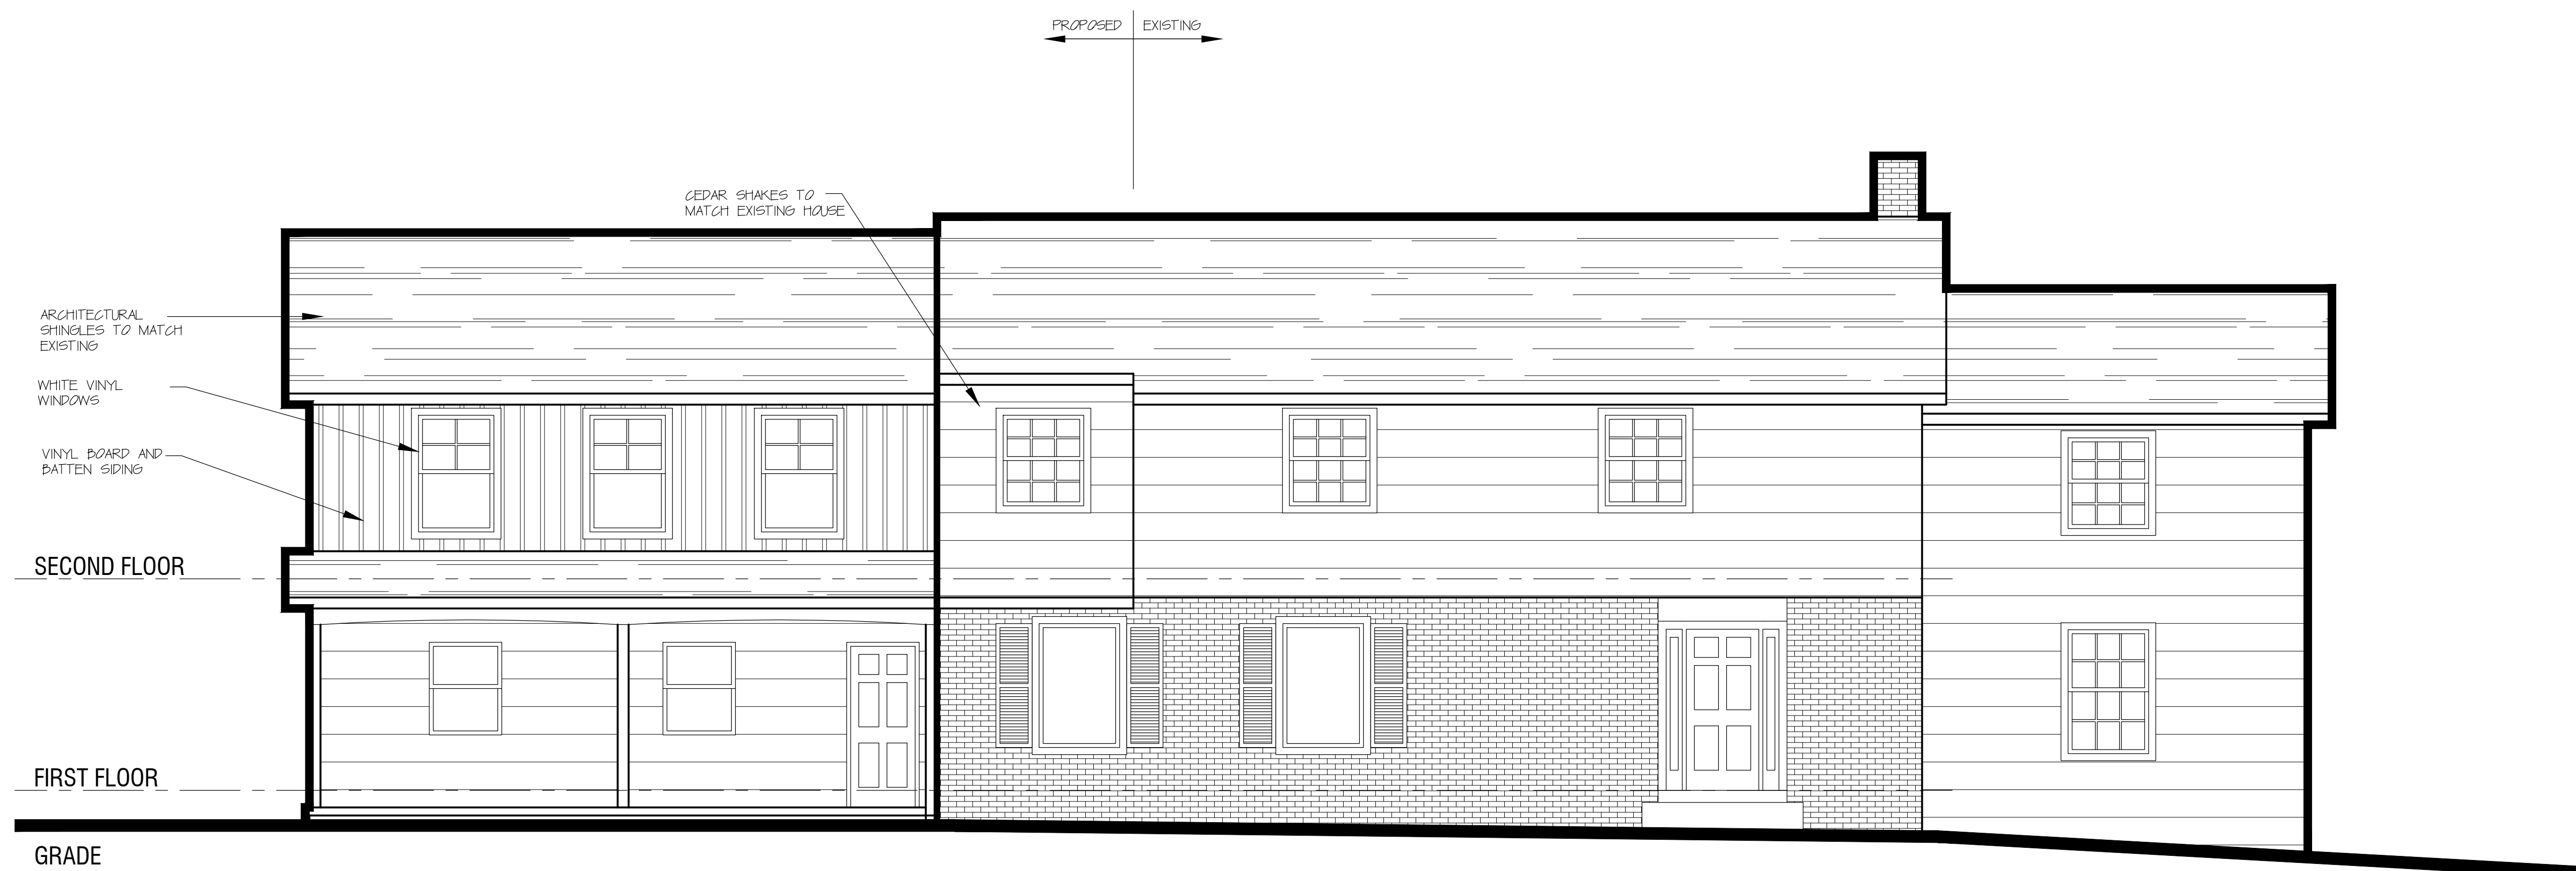 PROPOSED EXISTING
CEDAR SHAKES TO
MATCH EXISTING HOUSE
ARCHITECTURAL
SHINGLES TO MATCH
EXISTING
WHITE VINYL
WINDOWS
VINYL BOARD AND
BATTEN SIDING
SECOND FLOOR
FIRST FLOOR
GRADE